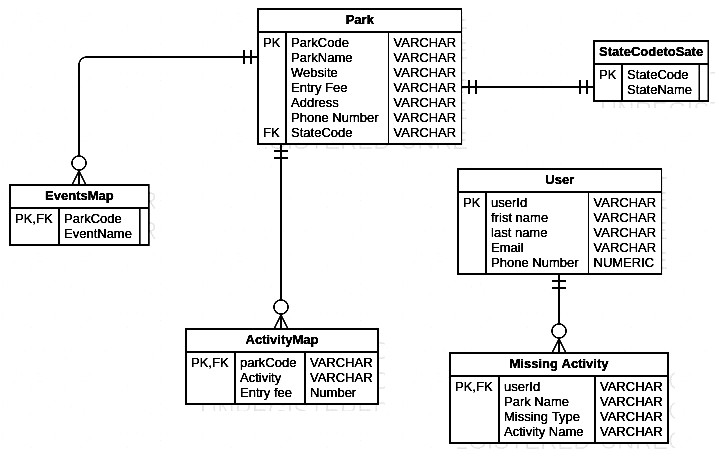 Park
PK ParkCode VARCHAR
ParkName VARCHAR
Website VARCHAR
Entry Fee VARCHAR
Address VARCHAR
Phone Number VARCHAR
FK StateCode VARCHAR
StateCodetoSate
PK StateCode
StateName
EventsMap
PK,FK ParkCode
EventName
User
PK userId VARCHAR
frist name VARCHAR
last name VARCHAR
Email VARCHAR
Phone Number NUMERIC
ActivityMap
PK,FK parkCode VARCHAR
Activity VARCHAR
Entry fee Number
Missing Activity
PK,FK userId VARCHAR
Park Name VARCHAR
Missing Type VARCHAR
Activity Name VARCHAR